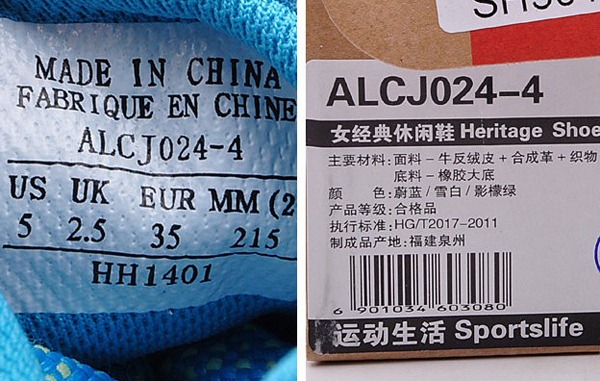 MADE IN CHINA
FABRIQUE EN CHINE
ALCJ024-4
US UK EUR MM (2
5 2.5 35 215
HH1401
ALCJ024-4
女经典休闲鞋 Heritage Shoe
主要材料: 面料－牛反绒皮＋合成革＋织物
底料－橡胶大底
颜 色: 蔚蓝/雪白/影檬绿
产品等级: 合格品
执行标准: HG/T2017-2011
制成品产地: 福建泉州
6 901034 603080
运动生活 Sportslife